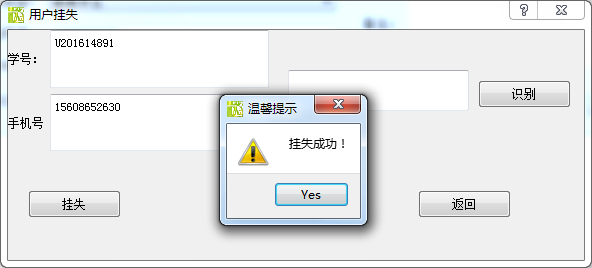 用户挂失
学号：
U201614891
识别
手机号
15608652630
温馨提示
挂失成功！
Yes
挂失
返回